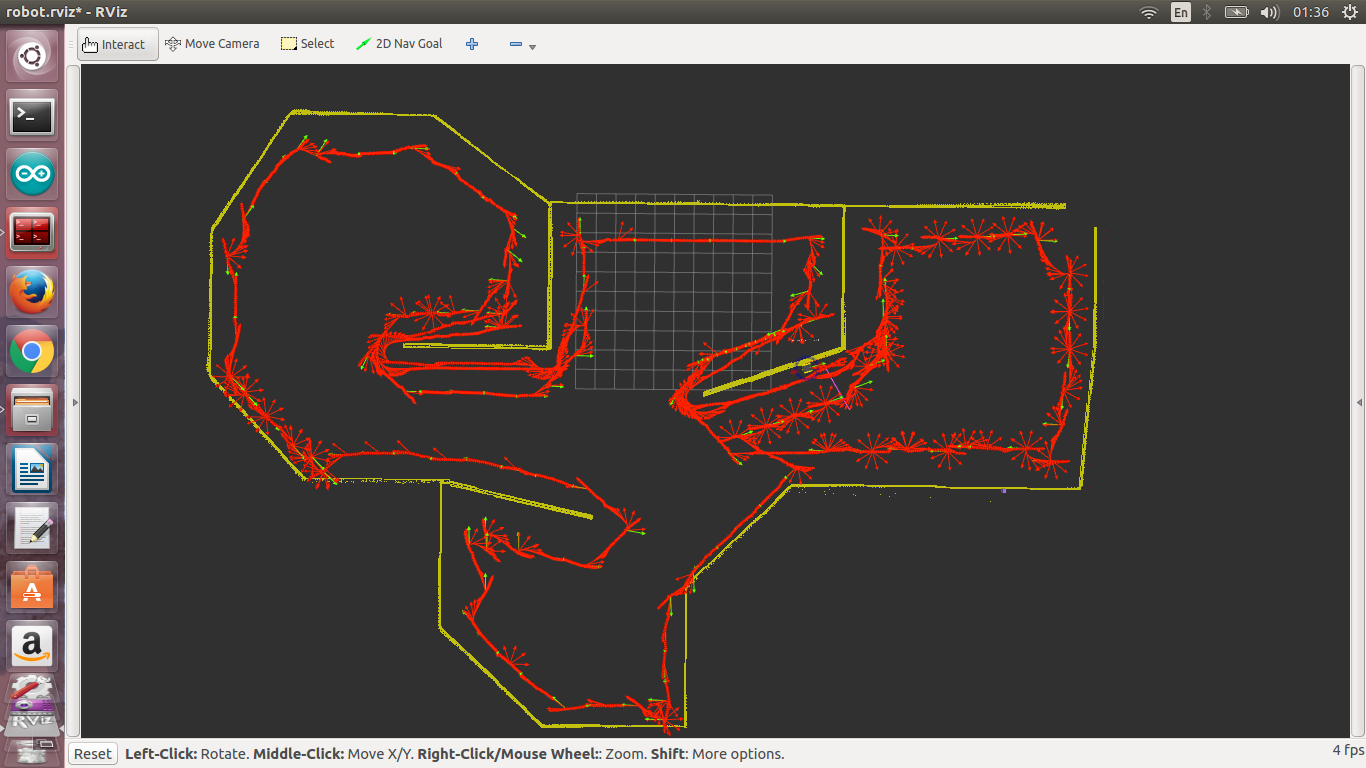 robot.rviz* - RViz
En
01:36
Interact
Move Camera
Select
2D Nav Goal
RViz
Reset
Left-Click: Rotate. Middle-Click: Move X/Y. Right-Click/Mouse Wheel:: Zoom. Shift: More options.
4 fps